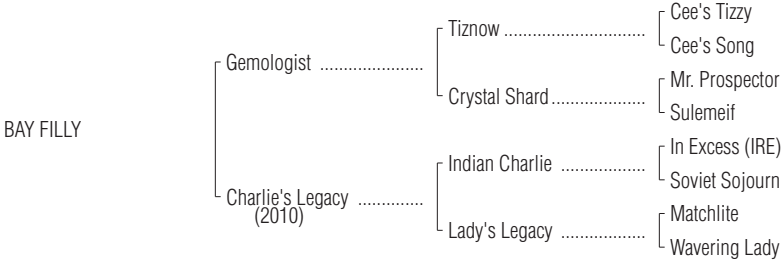 Cee's Tizzy
Tiznow ..............................
Cee's Song
Gemologist ......................
Mr. Prospector
Crystal Shard....................
Sulemeif
BAY FILLY
In Excess (IRE)
Indian Charlie ..................
Soviet Sojourn
Charlie's Legacy ..............
(2010)
Matchlite
Lady's Legacy ..................
Wavering Lady